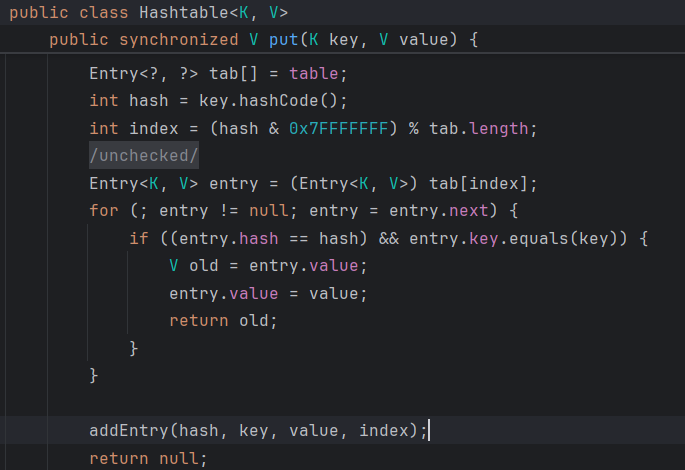 public class Hashtable<K, V>
public synchronized V put(K key, V value) {
Entry<?, ?> tab[] = table;
int hash = key.hashCode();
int index = (hash & 0x7FFFFFFF) % tab.length;
/unchecked/
Entry<K, V> entry = (Entry<K, V>) tab[index];
for (; entry != null; entry = entry.next) {
if ((entry.hash == hash) && entry.key.equals(key)) {
V old = entry.value;
entry.value = value;
return old;
}
}
addEntry(hash, key, value, index);
return null;